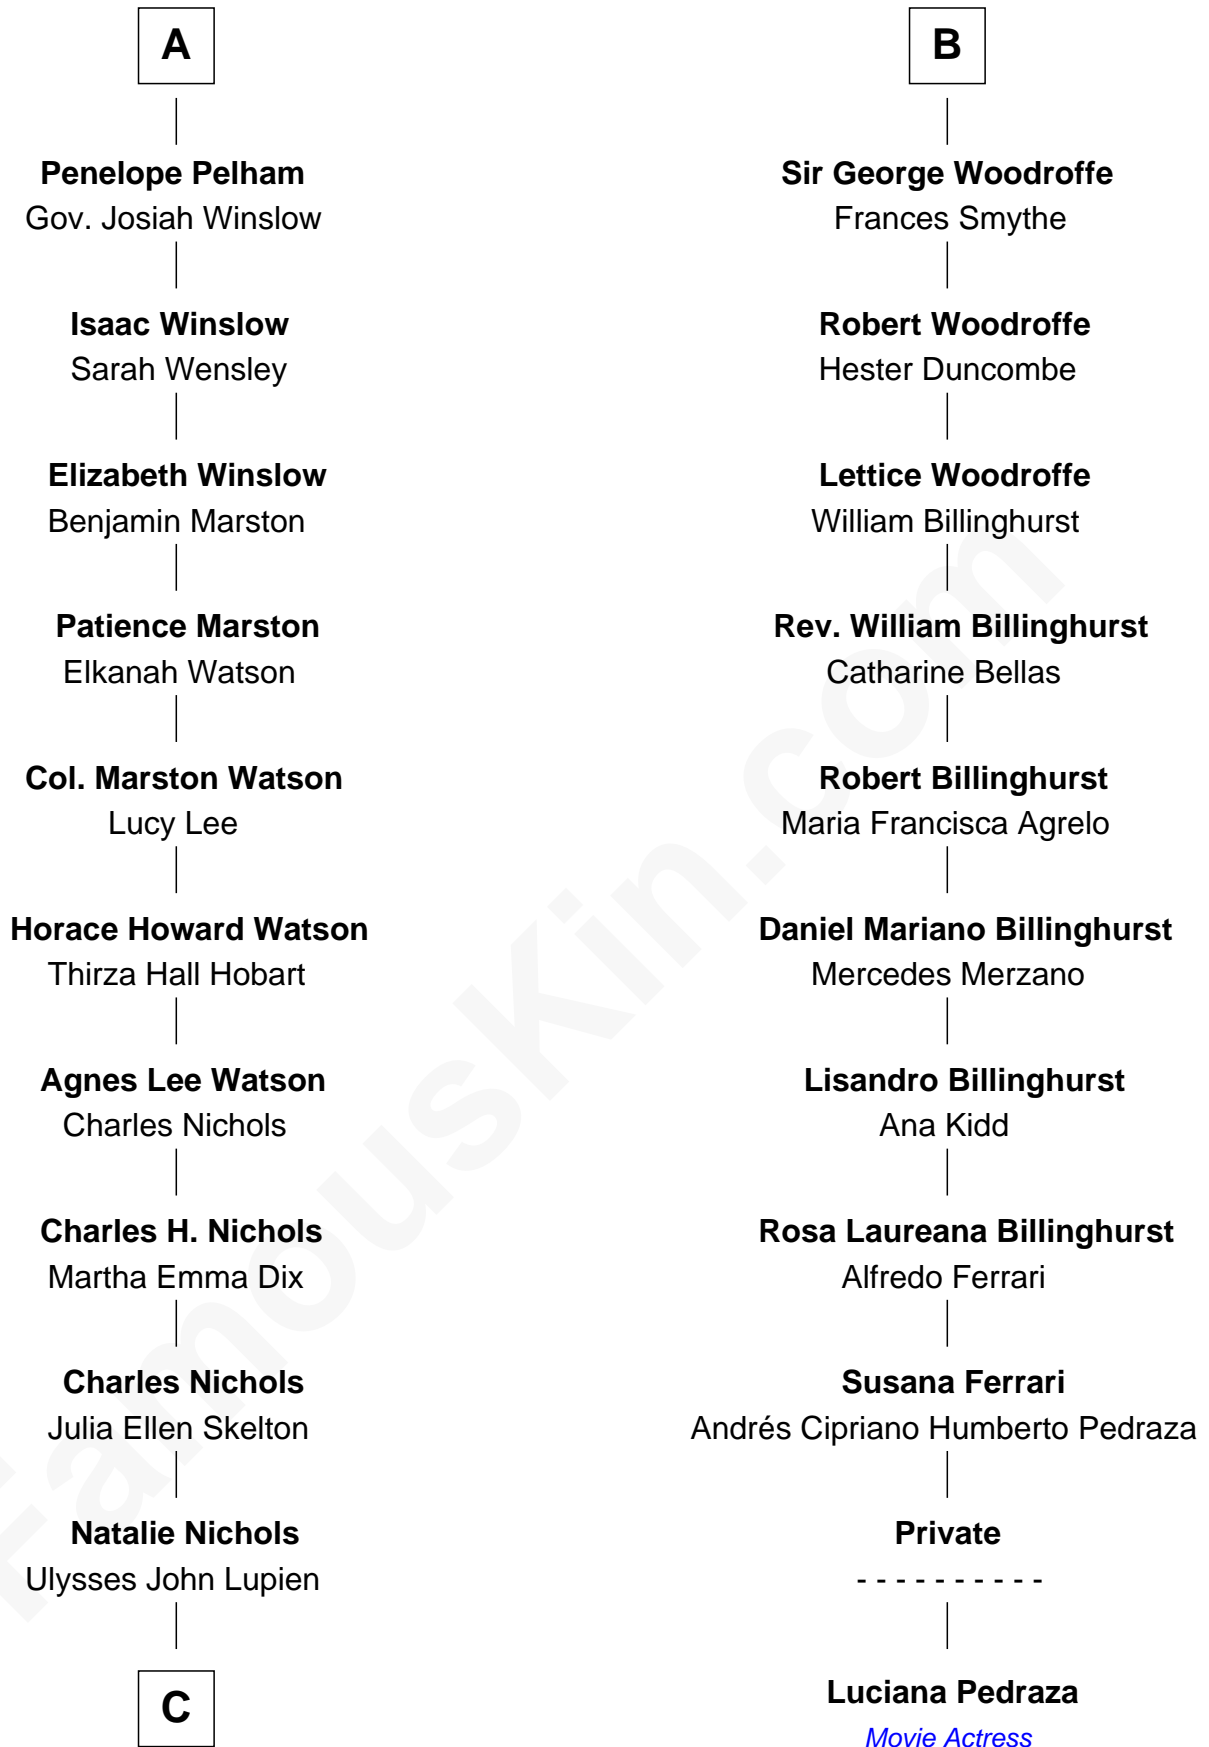 A
Penelope Pelham
Gov. Josiah Winslow
Isaac Winslow
Sarah Wensley
Elizabeth Winslow
Benjamin Marston
Patience Marston
Elkanah Watson
Col. Marston Watson
Lucy Lee
Horace Howard Watson
Thirza Hall Hobart
Agnes Lee Watson
Charles Nichols
Charles H. Nichols
Martha Emma Dix
Charles Nichols
Julia Ellen Skelton
Natalie Nichols
Ulysses John Lupien
C
B
Sir George Woodroffe
Frances Smythe
Robert Woodroffe
Hester Duncombe
Lettice Woodroffe
William Billinghurst
Rev. William Billinghurst
Catharine Bellas
Robert Billinghurst
Maria Francisca Agrelo
Daniel Mariano Billinghurst
Mercedes Merzano
Lisandro Billinghurst
Ana Kidd
Rosa Laureana Billinghurst
Alfredo Ferrari
Susana Ferrari
Andrés Cipriano Humberto Pedraza
Private
- - - - - - - - - -
Luciana Pedraza
Movie Actress
FamousKin.com